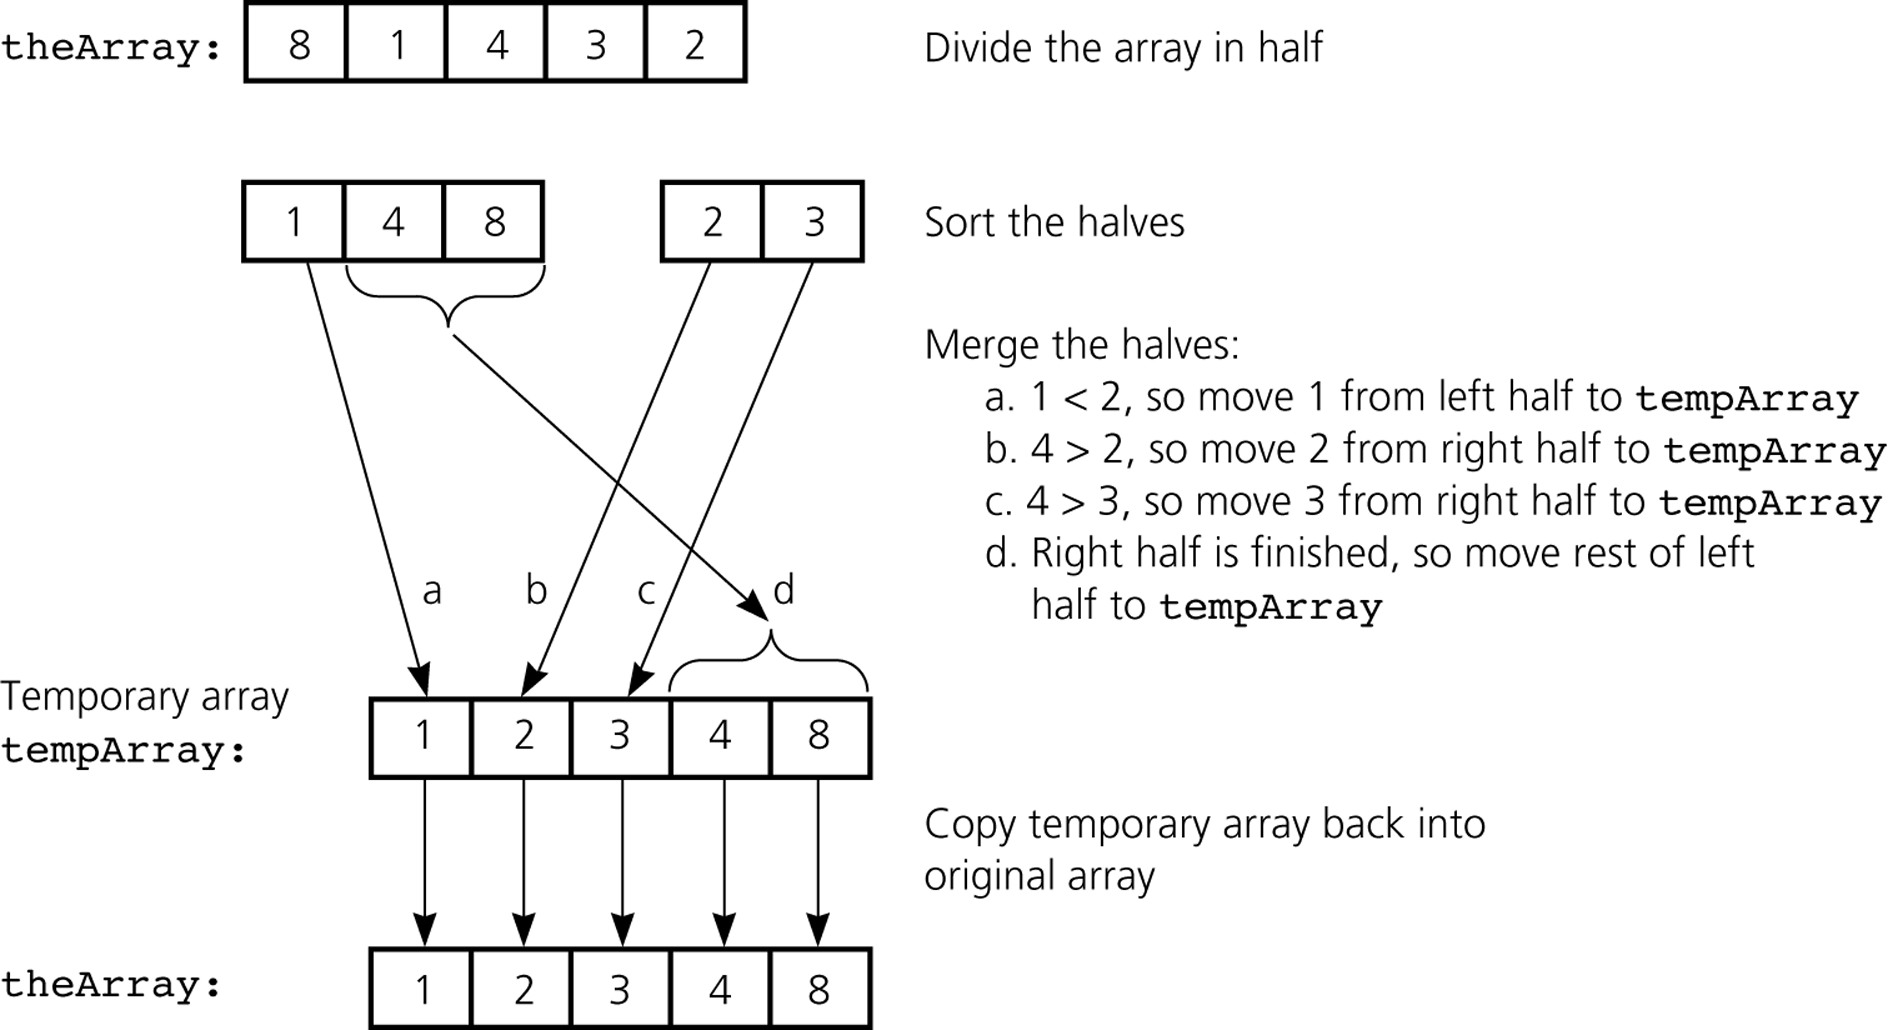 theArray: 8 1 4 3 2 Divide the array in half
1 4 8 2 3 Sort the halves
Merge the halves:
a. 1 < 2, so move 1 from left half to tempArray
b. 4 > 2, so move 2 from right half to tempArray
c. 4 > 3, so move 3 from right half to tempArray
d. Right half is finished, so move rest of left
half to tempArray
a b c d
Temporary array
tempArray: 1 2 3 4 8
Copy temporary array back into
original array
theArray: 1 2 3 4 8